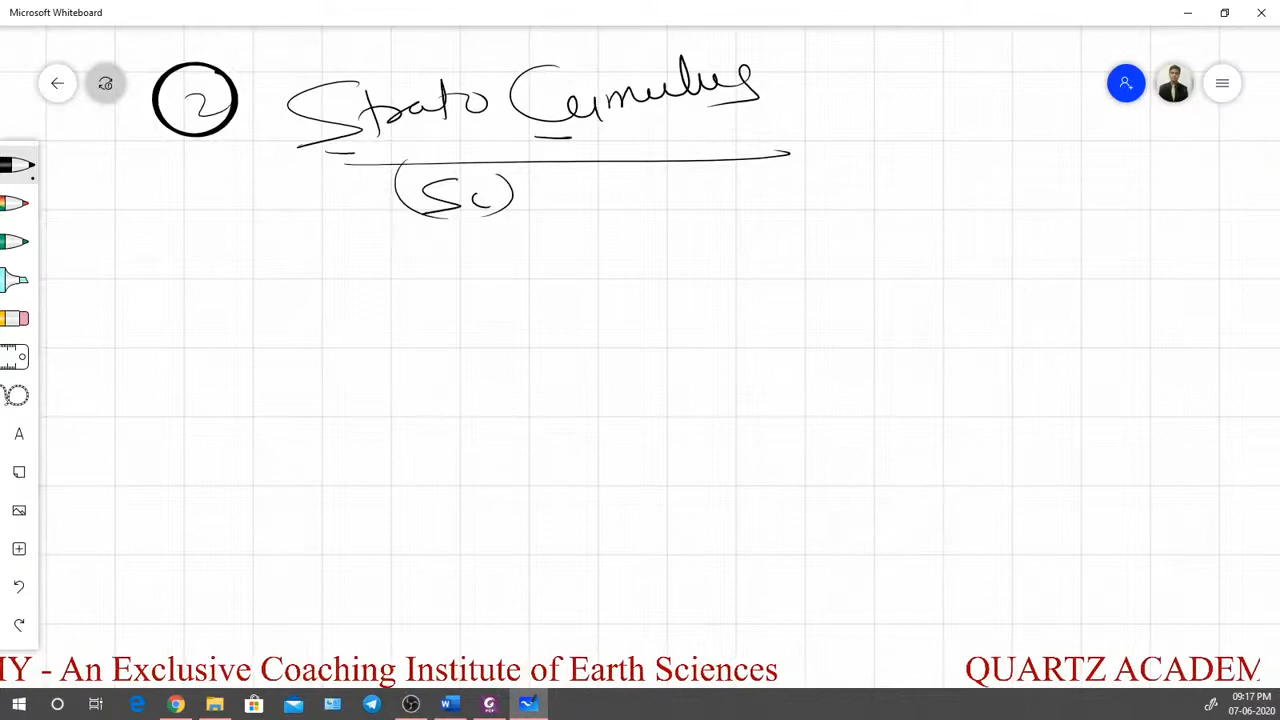 Microsoft Whiteboard
2 Strato Cumulus
(Sc)
A
IY - An Exclusive Coaching Institute of Earth Sciences QUARTZ ACADEM
09:17 PM
07-06-2020